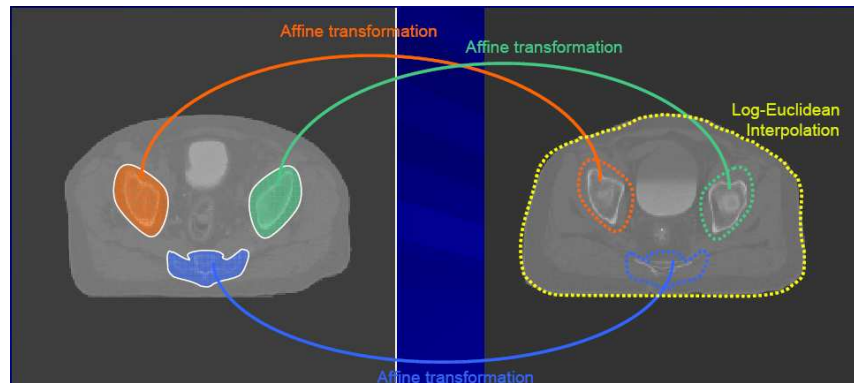 Affine transformation
Affine transformation
Log-Euclidean
Interpolation
Affine transformation